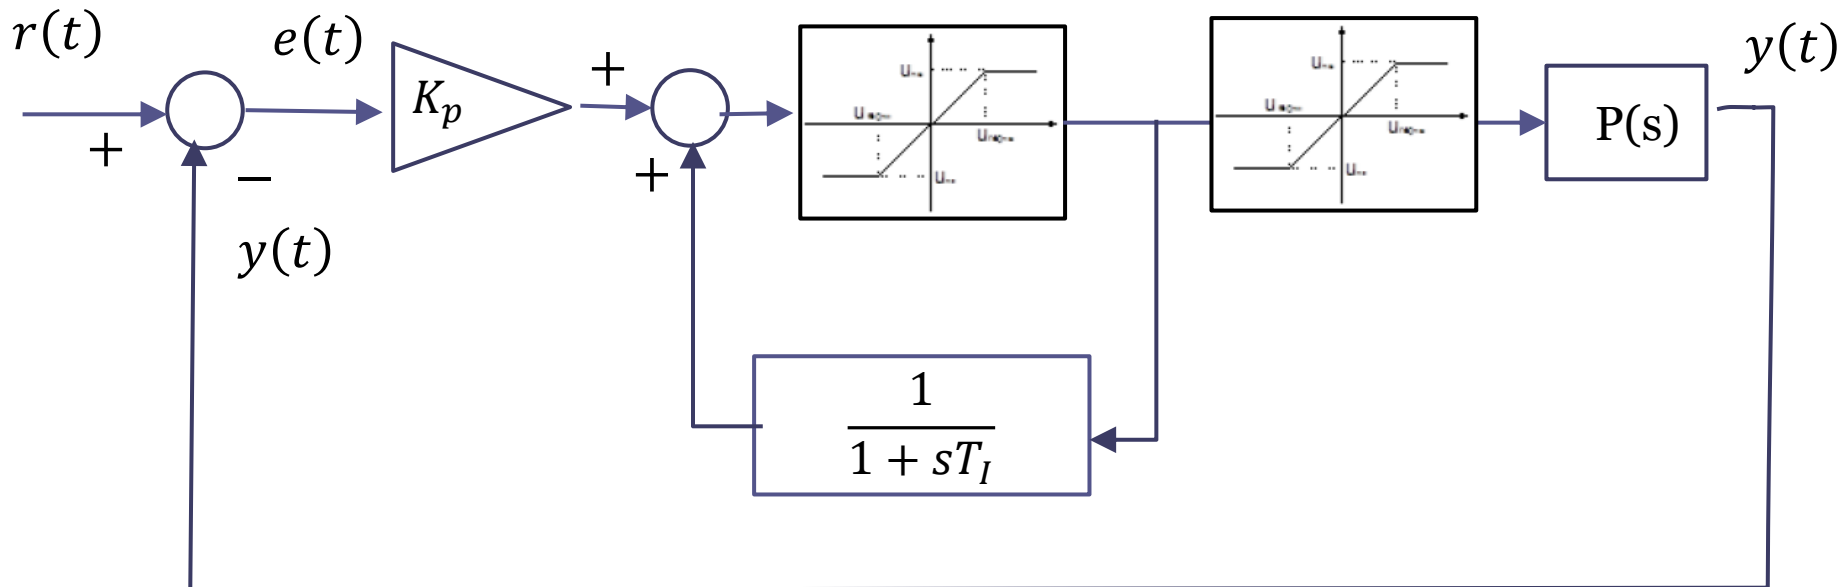 r(t)
e(t)
y(t)
K_p
+
+
P(s)
+
+
−
y(t)
1
1 + sT_I